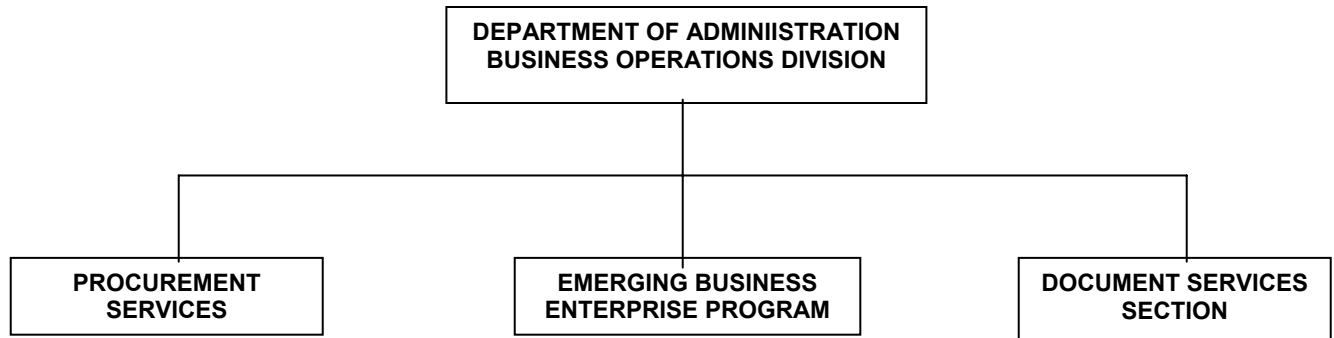 DEPARTMENT OF ADMINIISTRATION
BUSINESS OPERATIONS DIVISION
PROCUREMENT
SERVICES
EMERGING BUSINESS
ENTERPRISE PROGRAM
DOCUMENT SERVICES
SECTION